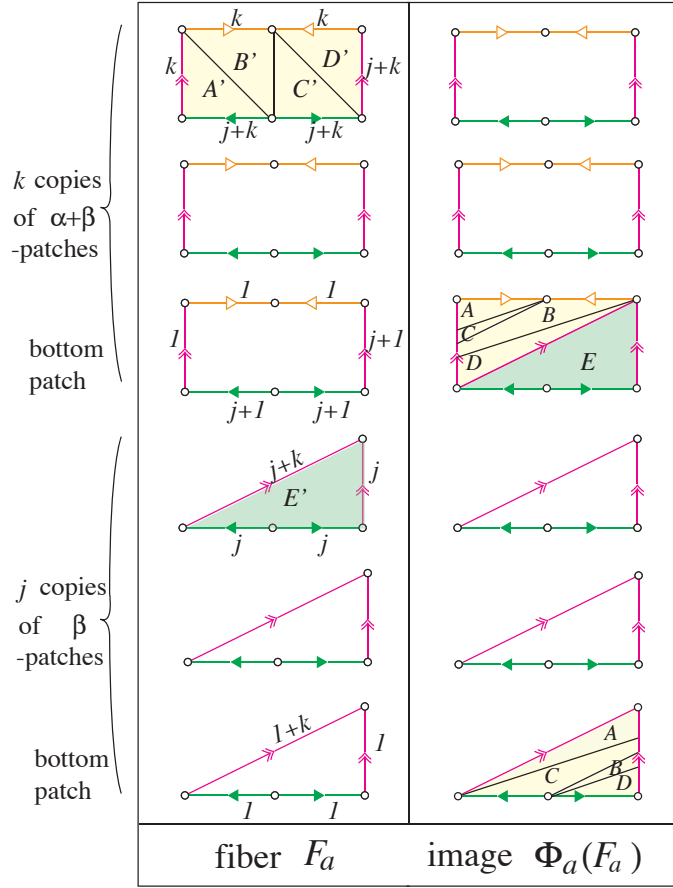 k k
k B' D' j+k
A' C'
j+k j+k
k copies
of α+β
-patches
1 1
1 j+1
j+1 j+1
A B
C
D E
bottom
patch
j+k j
E'
j j
j copies
of β
-patches
1+k 1
1 1
A
C B
D
bottom
patch
fiber F_a image Φ_a(F_a)